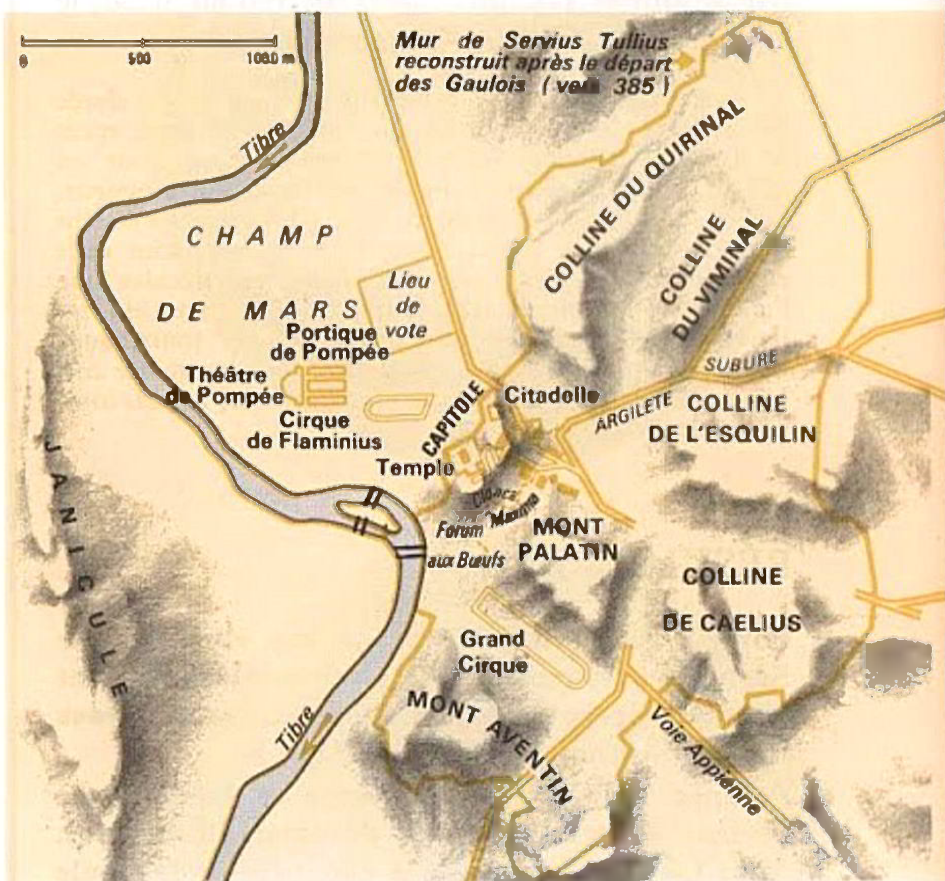 0 500 1000 m
Mur de Servius Tullius
reconstruit après le départ
des Gaulois (vers 385)
Tibre
CHAMP
DE MARS
Lieu
de
vote
Portique
de Pompée
Théâtre
de Pompée
Cirque
de Flaminius
COLLINE DU QUIRINAL
COLLINE
DU VIMINAL
SUBURE
ARGILETE
CAPITOLE
Citadelle
Temple
COLLINE
DE L'ESQUILIN
JANICULE
Cloaca
Maxima
Forum
aux Bœufs
MONT
PALATIN
COLLINE
DE CAELIUS
Grand
Cirque
MONT AVENTIN
Voie Appienne
Tibre